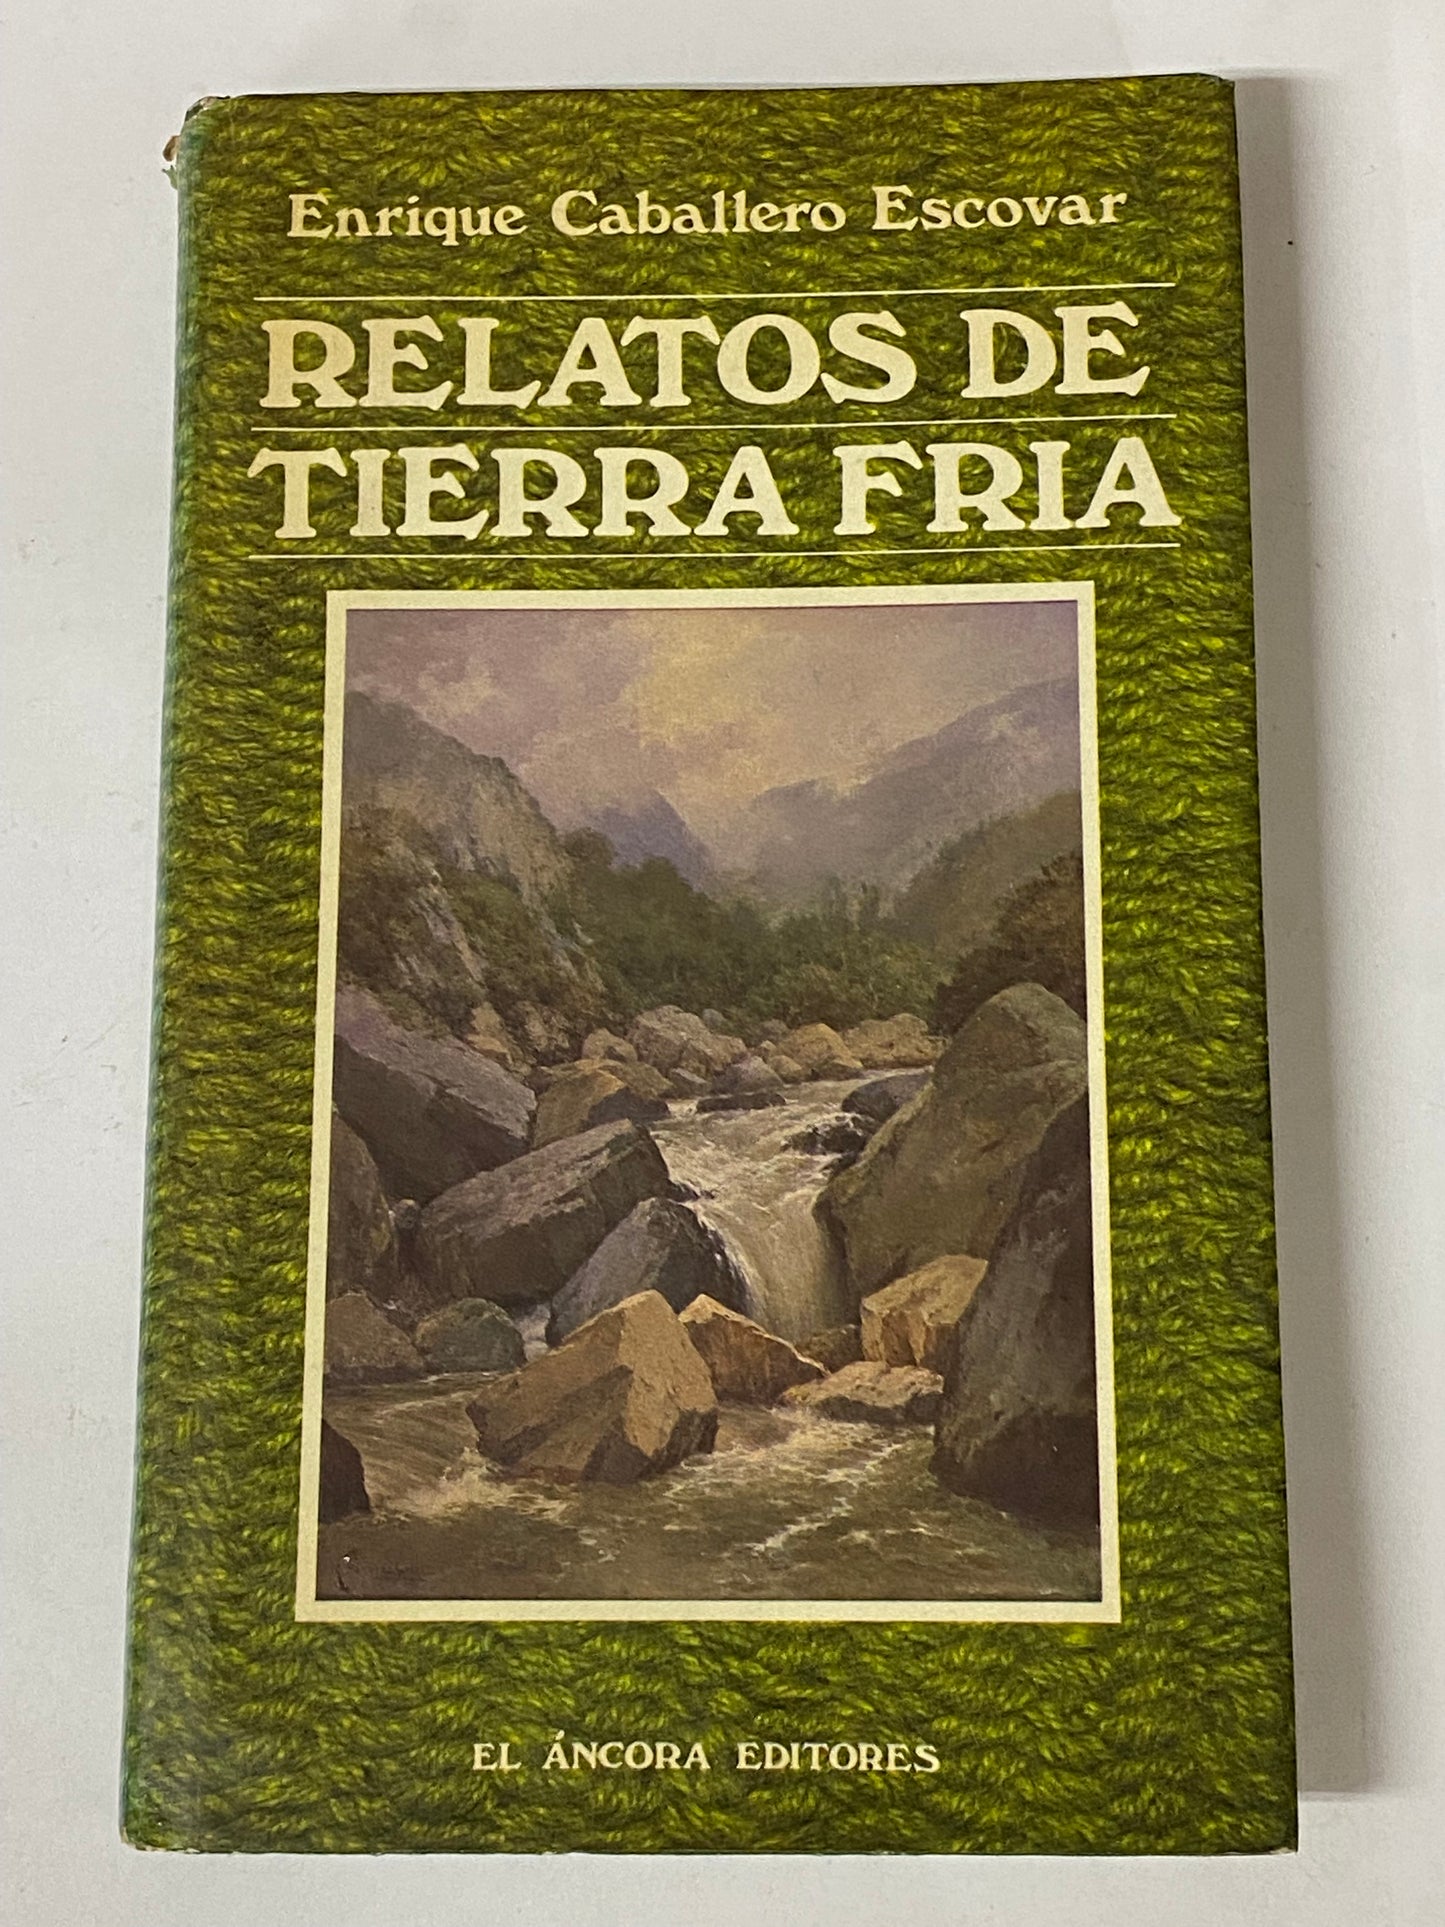 Enrique Caballero Escovar
RELATOS DE
TIERRA FRIA
EL ÁNCORA EDITORES